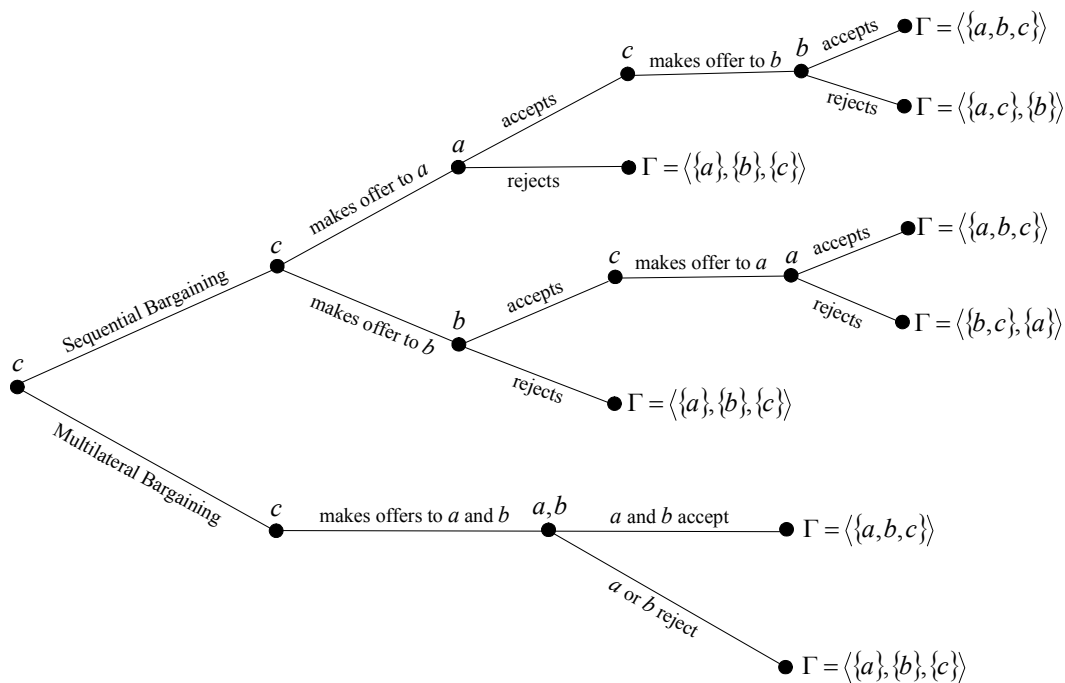 c
Sequential Bargaining
c
makes offer to a
a
accepts
c
makes offer to b
b
accepts
Γ = ⟨{a,b,c}⟩
rejects
Γ = ⟨{a,c},{b}⟩
rejects
Γ = ⟨{a},{b},{c}⟩
makes offer to b
b
accepts
c
makes offer to a
a
accepts
Γ = ⟨{a,b,c}⟩
rejects
Γ = ⟨{b,c},{a}⟩
rejects
Γ = ⟨{a},{b},{c}⟩
Multilateral Bargaining
c
makes offers to a and b
a,b
a and b accept
Γ = ⟨{a,b,c}⟩
a or b reject
Γ = ⟨{a},{b},{c}⟩